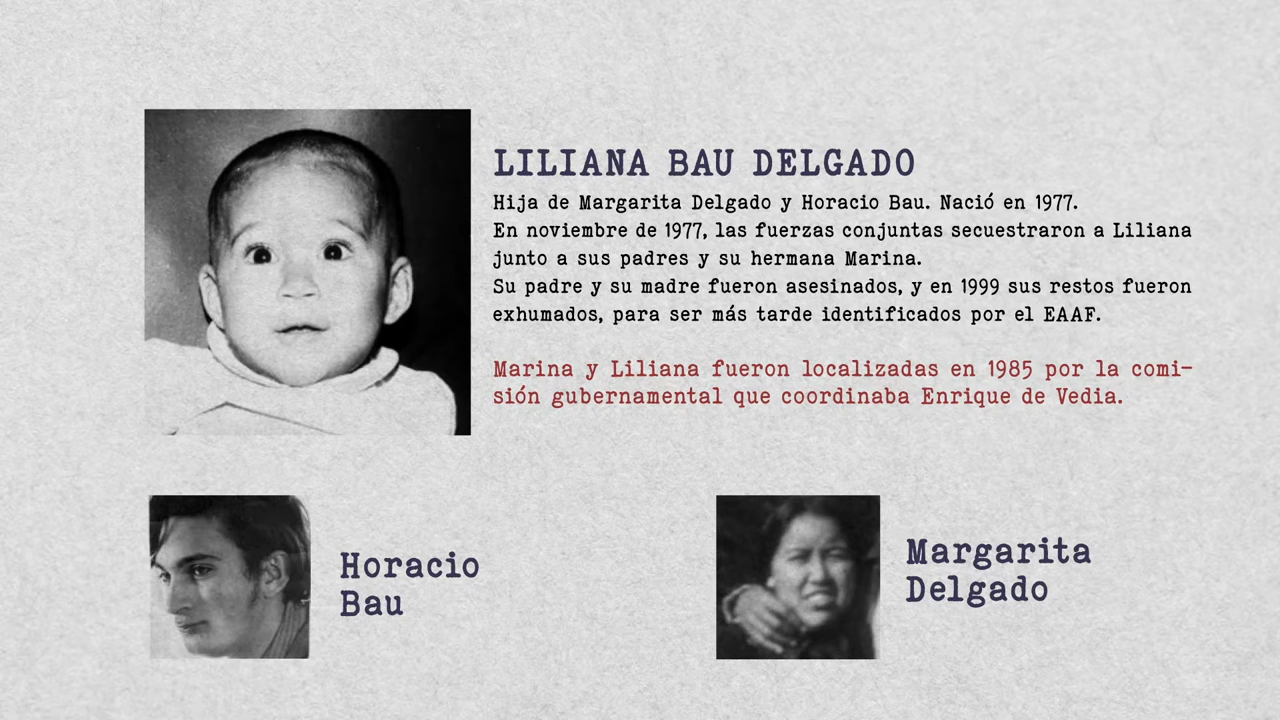 LILIANA BAU DELGADO
Hija de Margarita Delgado y Horacio Bau. Nació en 1977.
En noviembre de 1977, las fuerzas conjuntas secuestraron a Liliana
junto a sus padres y su hermana Marina.
Su padre y su madre fueron asesinados, y en 1999 sus restos fueron
exhumados, para ser más tarde identificados por el EAAF.
Marina y Liliana fueron localizadas en 1985 por la comi-
sión gubernamental que coordinaba Enrique de Vedia.
Horacio
Bau
Margarita
Delgado